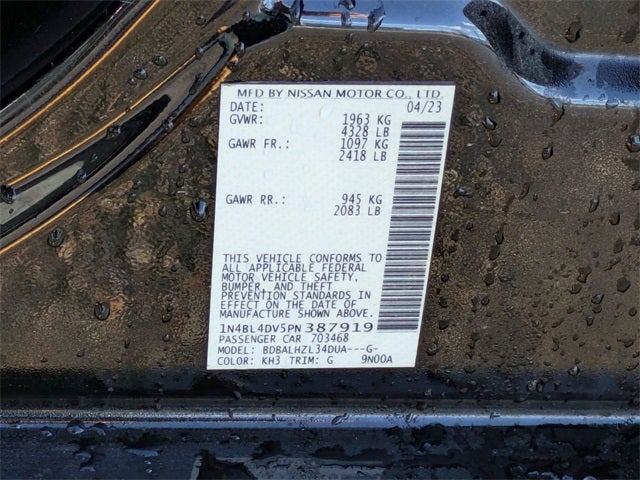 MFD BY NISSAN MOTOR CO., LTD.
DATE: 04/23
GVWR: 1963 KG
4328 LB
GAWR FR.: 1097 KG
2418 LB
GAWR RR.: 945 KG
2083 LB
THIS VEHICLE CONFORMS TO
ALL APPLICABLE FEDERAL
MOTOR VEHICLE SAFETY,
BUMPER, AND THEFT
PREVENTION STANDARDS IN
EFFECT ON THE DATE OF
MANUFACTURE SHOWN ABOVE.
1N4BL4DV5PN387919
PASSENGER CAR 703468
MODEL: BDBALHZL34DUA---G-
COLOR: KH3 TRIM: G 9N00A